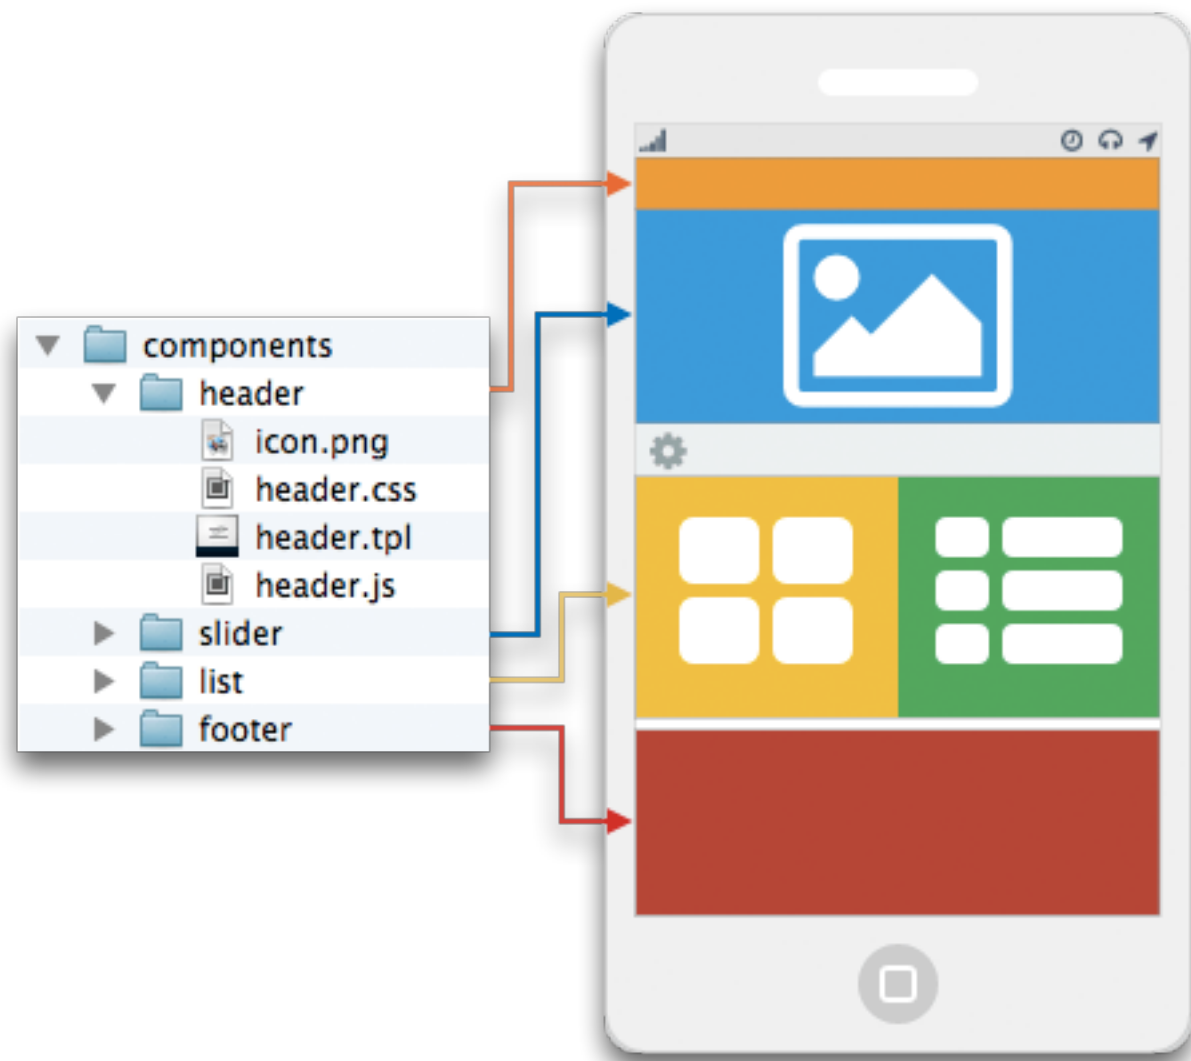 components
header
icon.png
header.css
header.tpl
header.js
slider
list
footer